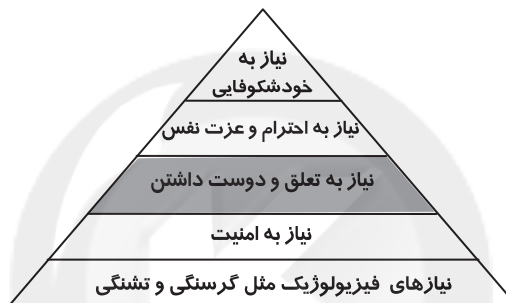 نیاز به
خودشکوفایی
نیاز به احترام و عزت نفس
نیاز به تعلق و دوست داشتن
نیاز به امنیت
نیازهای فیزیولوژیک مثل گرسنگی و تشنگی